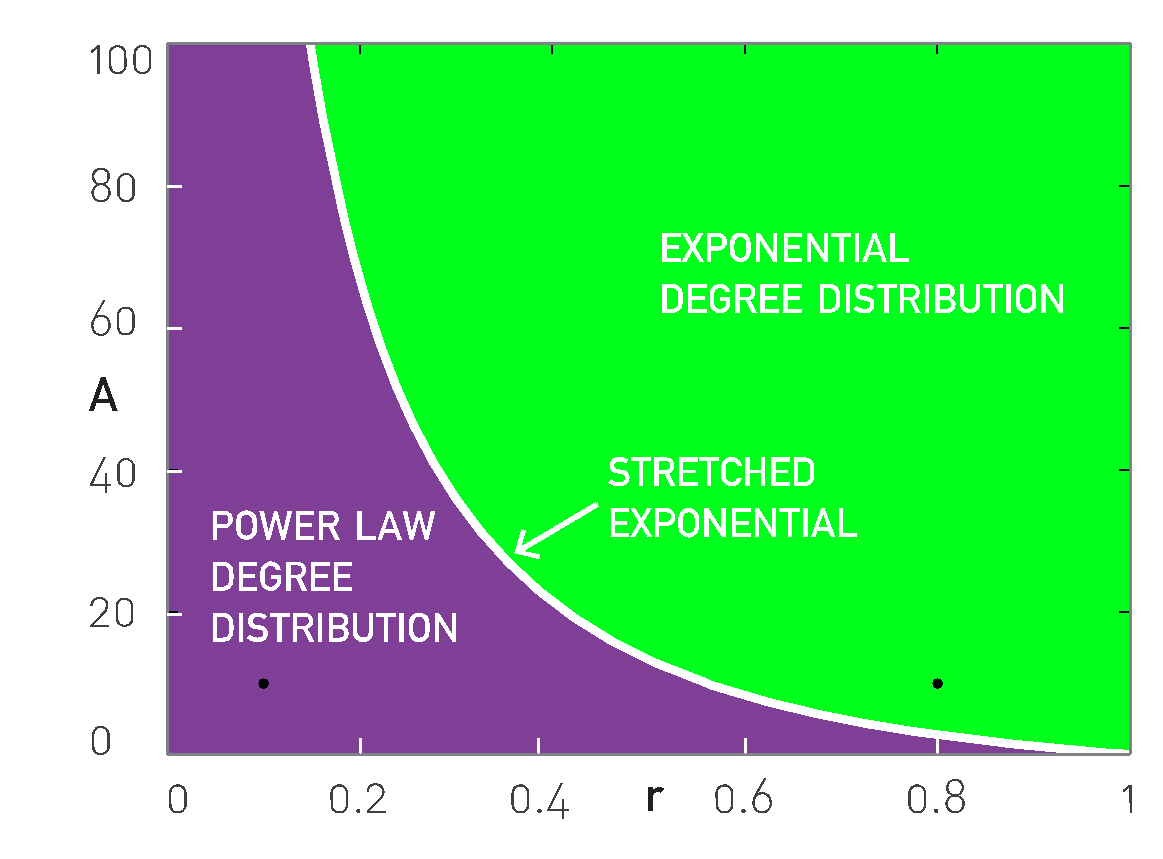 100
80
EXPONENTIAL
DEGREE DISTRIBUTION
60
A
40
STRETCHED
EXPONENTIAL
POWER LAW
DEGREE
DISTRIBUTION
20
0
0 0.2 0.4 r 0.6 0.8 1